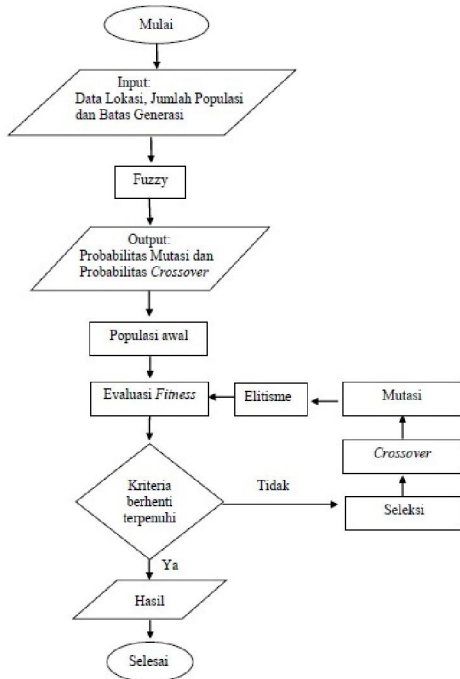 Mulai
Input:
Data Lokasi, Jumlah Populasi
dan Batas Generasi
Fuzzy
Output:
Probabilitas Mutasi dan
Probabilitas Crossover
Populasi awal
Evaluasi Fitness
Elitisme
Mutasi
Crossover
Seleksi
Kriteria
berhenti
terpenuhi
Tidak
Ya
Hasil
Selesai